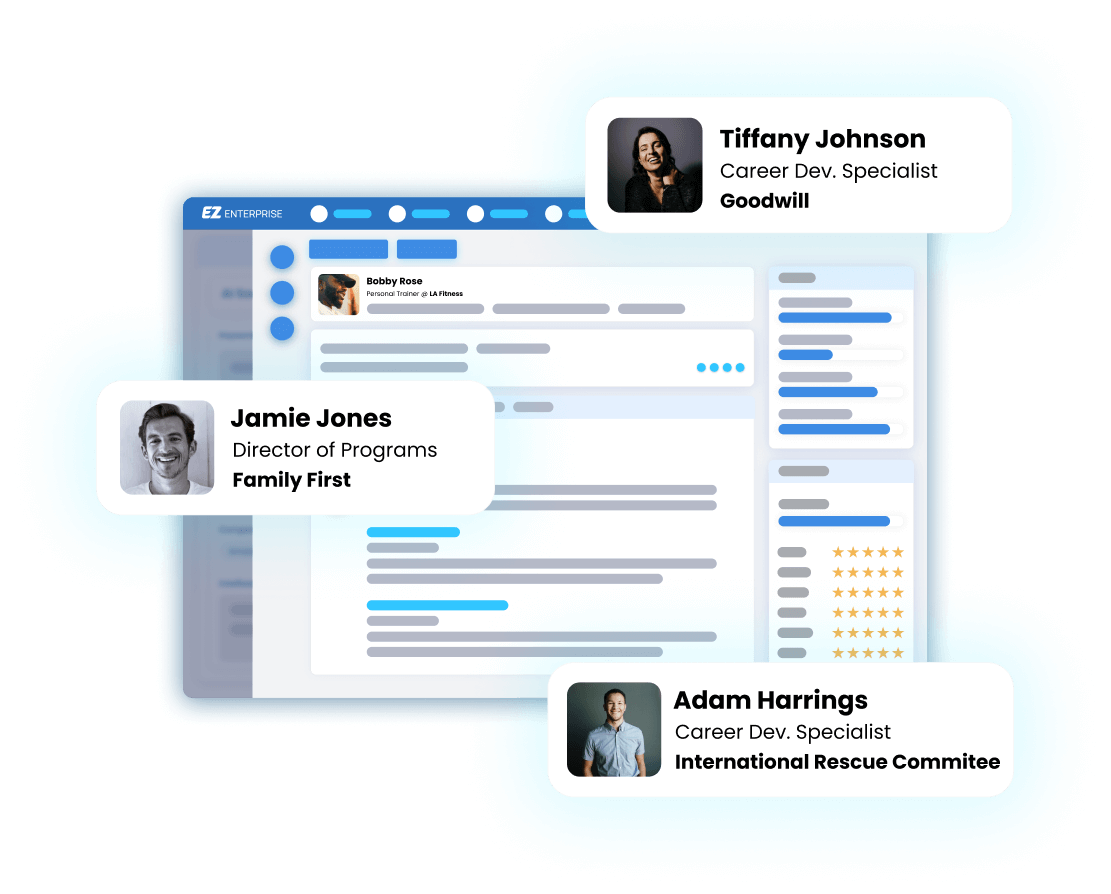 Tiffany Johnson
Career Dev. Specialist
Goodwill
EZ ENTERPRISE
Bobby Rose
Personal Trainer @ LA Fitness
Jamie Jones
Director of Programs
Family First
Adam Harrings
Career Dev. Specialist
International Rescue Commitee